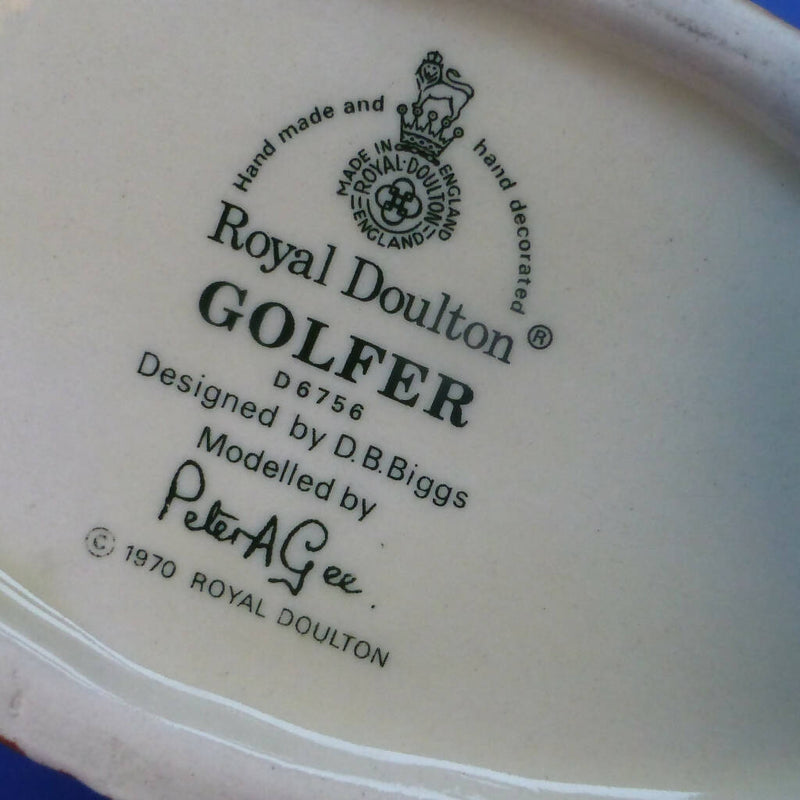 Hand made and hand decorated
MADE IN ENGLAND
ROYAL·DOULTON
ENGLAND
Royal Doulton ®
GOLFER
D6756
Designed by D.B.Biggs
Modelled by
Peter A Gee.
© 1970 ROYAL DOULTON